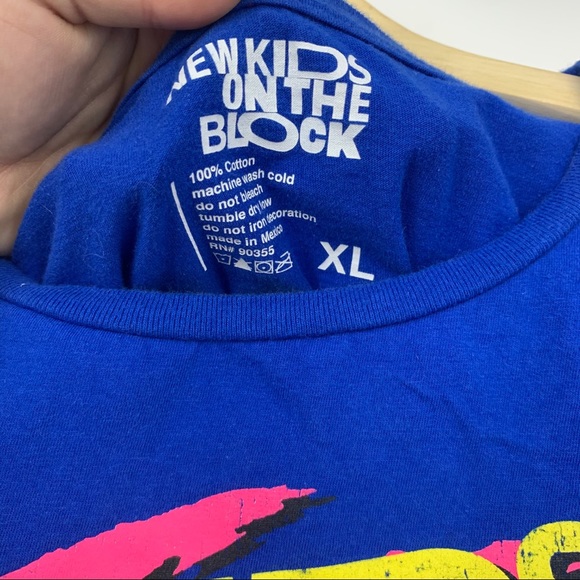 NEW KIDS
ON THE
BLOCK
100% Cotton
machine wash cold
do not bleach
tumble dry low
do not iron decoration
made in Mexico
RN# 90355
XL